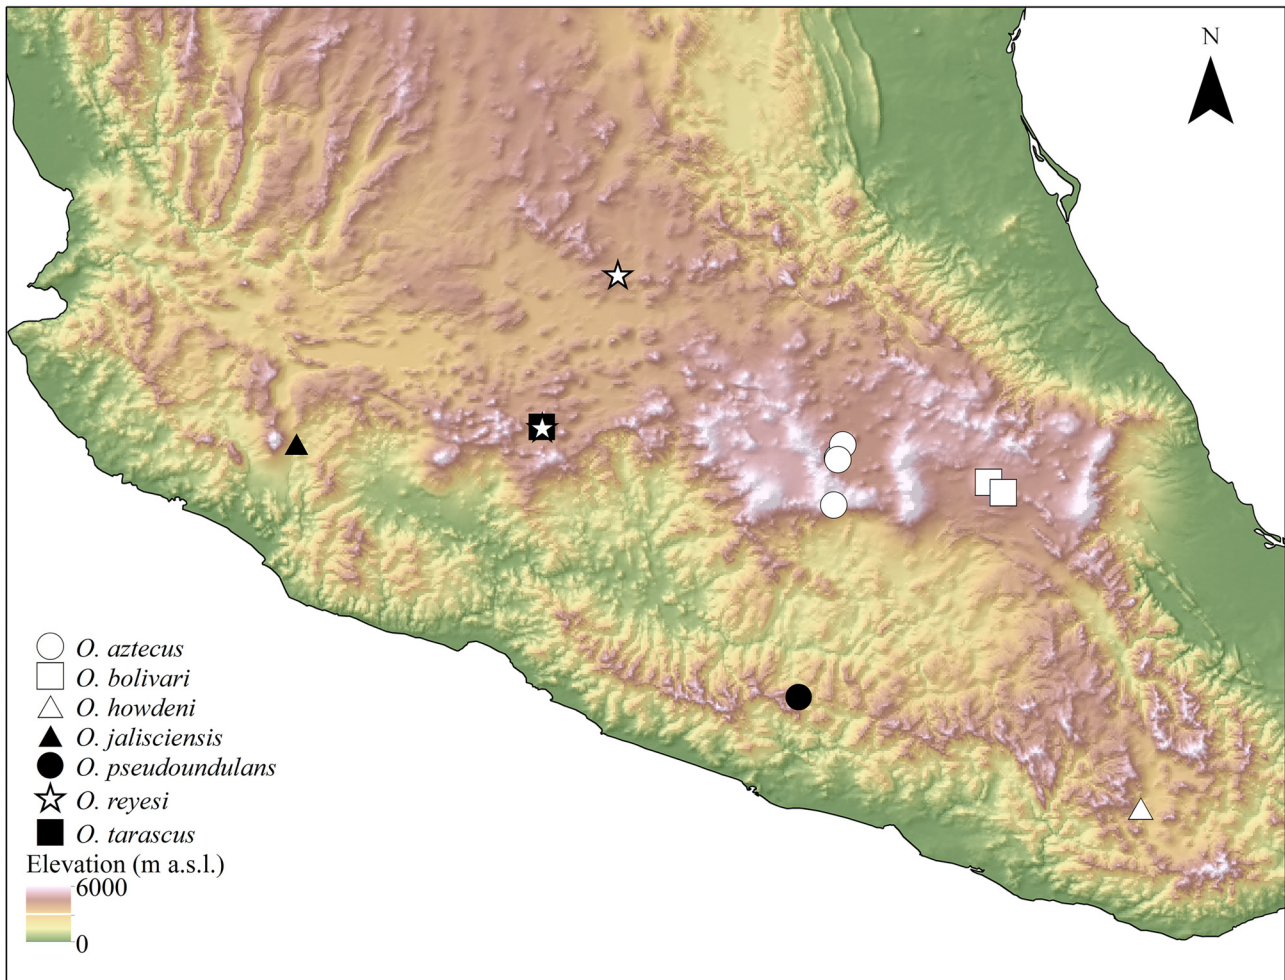 N
O. aztecus
O. bolivari
O. howdeni
O. jalisciensis
O. pseudoundulans
O. reyesi
O. tarascus
Elevation (m a.s.l.)
6000
0